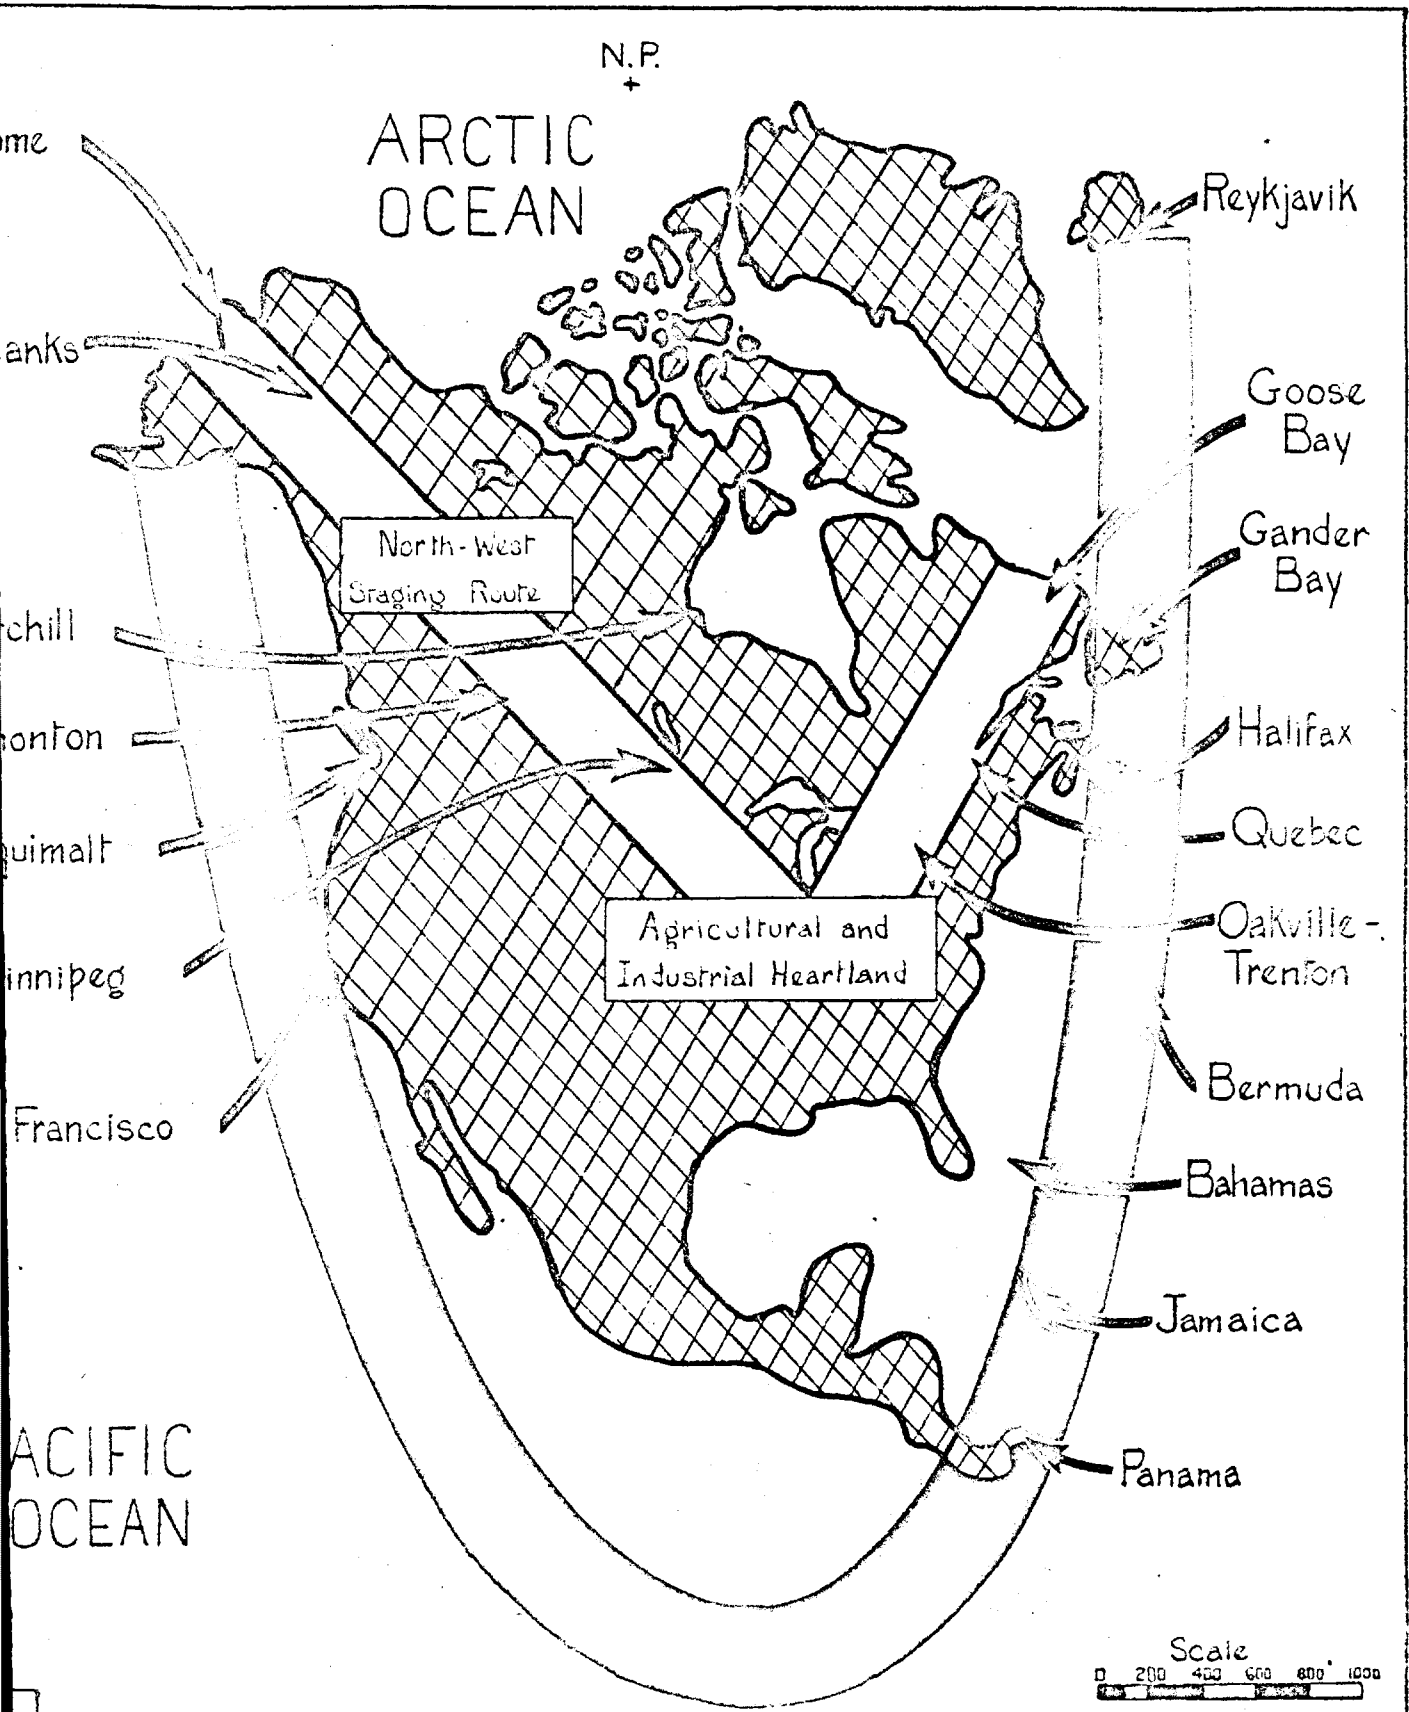 N.P.
ARCTIC
OCEAN
ome
Reykjavik
anks
Goose
Bay
Gander
Bay
North-West
Staging Route
chill
onton
Halifax
uimalt
Quebec
Agricultural and
Industrial Heartland
Oakville -
Trenton
innipeg
Bermuda
Francisco
Bahamas
Jamaica
ACIFIC
OCEAN
Panama
Scale
0 200 400 600 800 1000